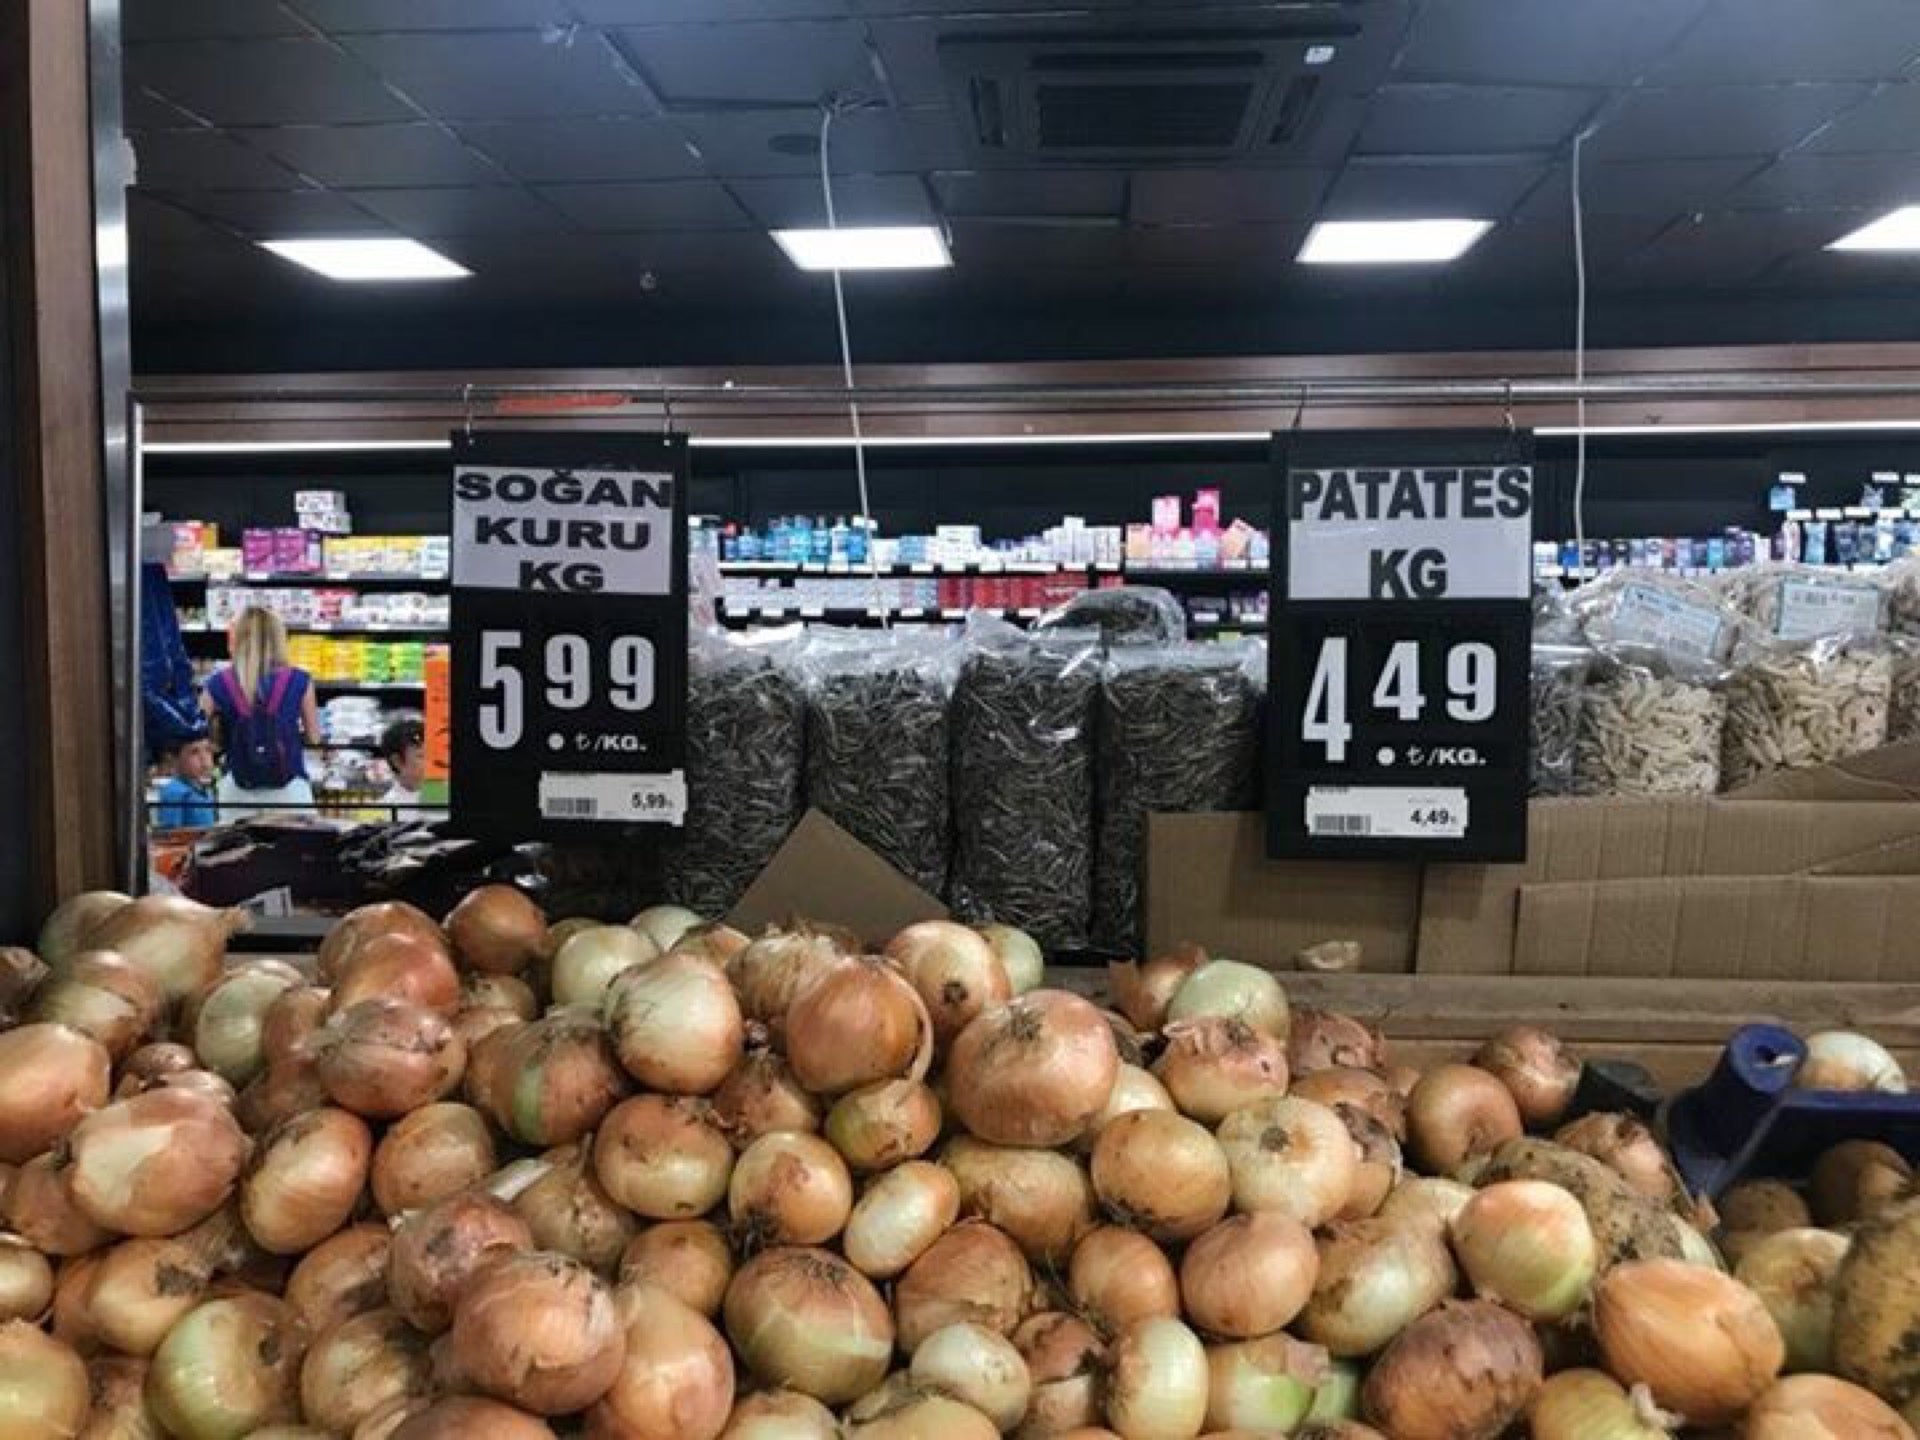 SOĞAN
KURU
KG
5 99
₺/KG.
5,99₺
PATATES
KG
4 49
₺/KG.
4,49₺